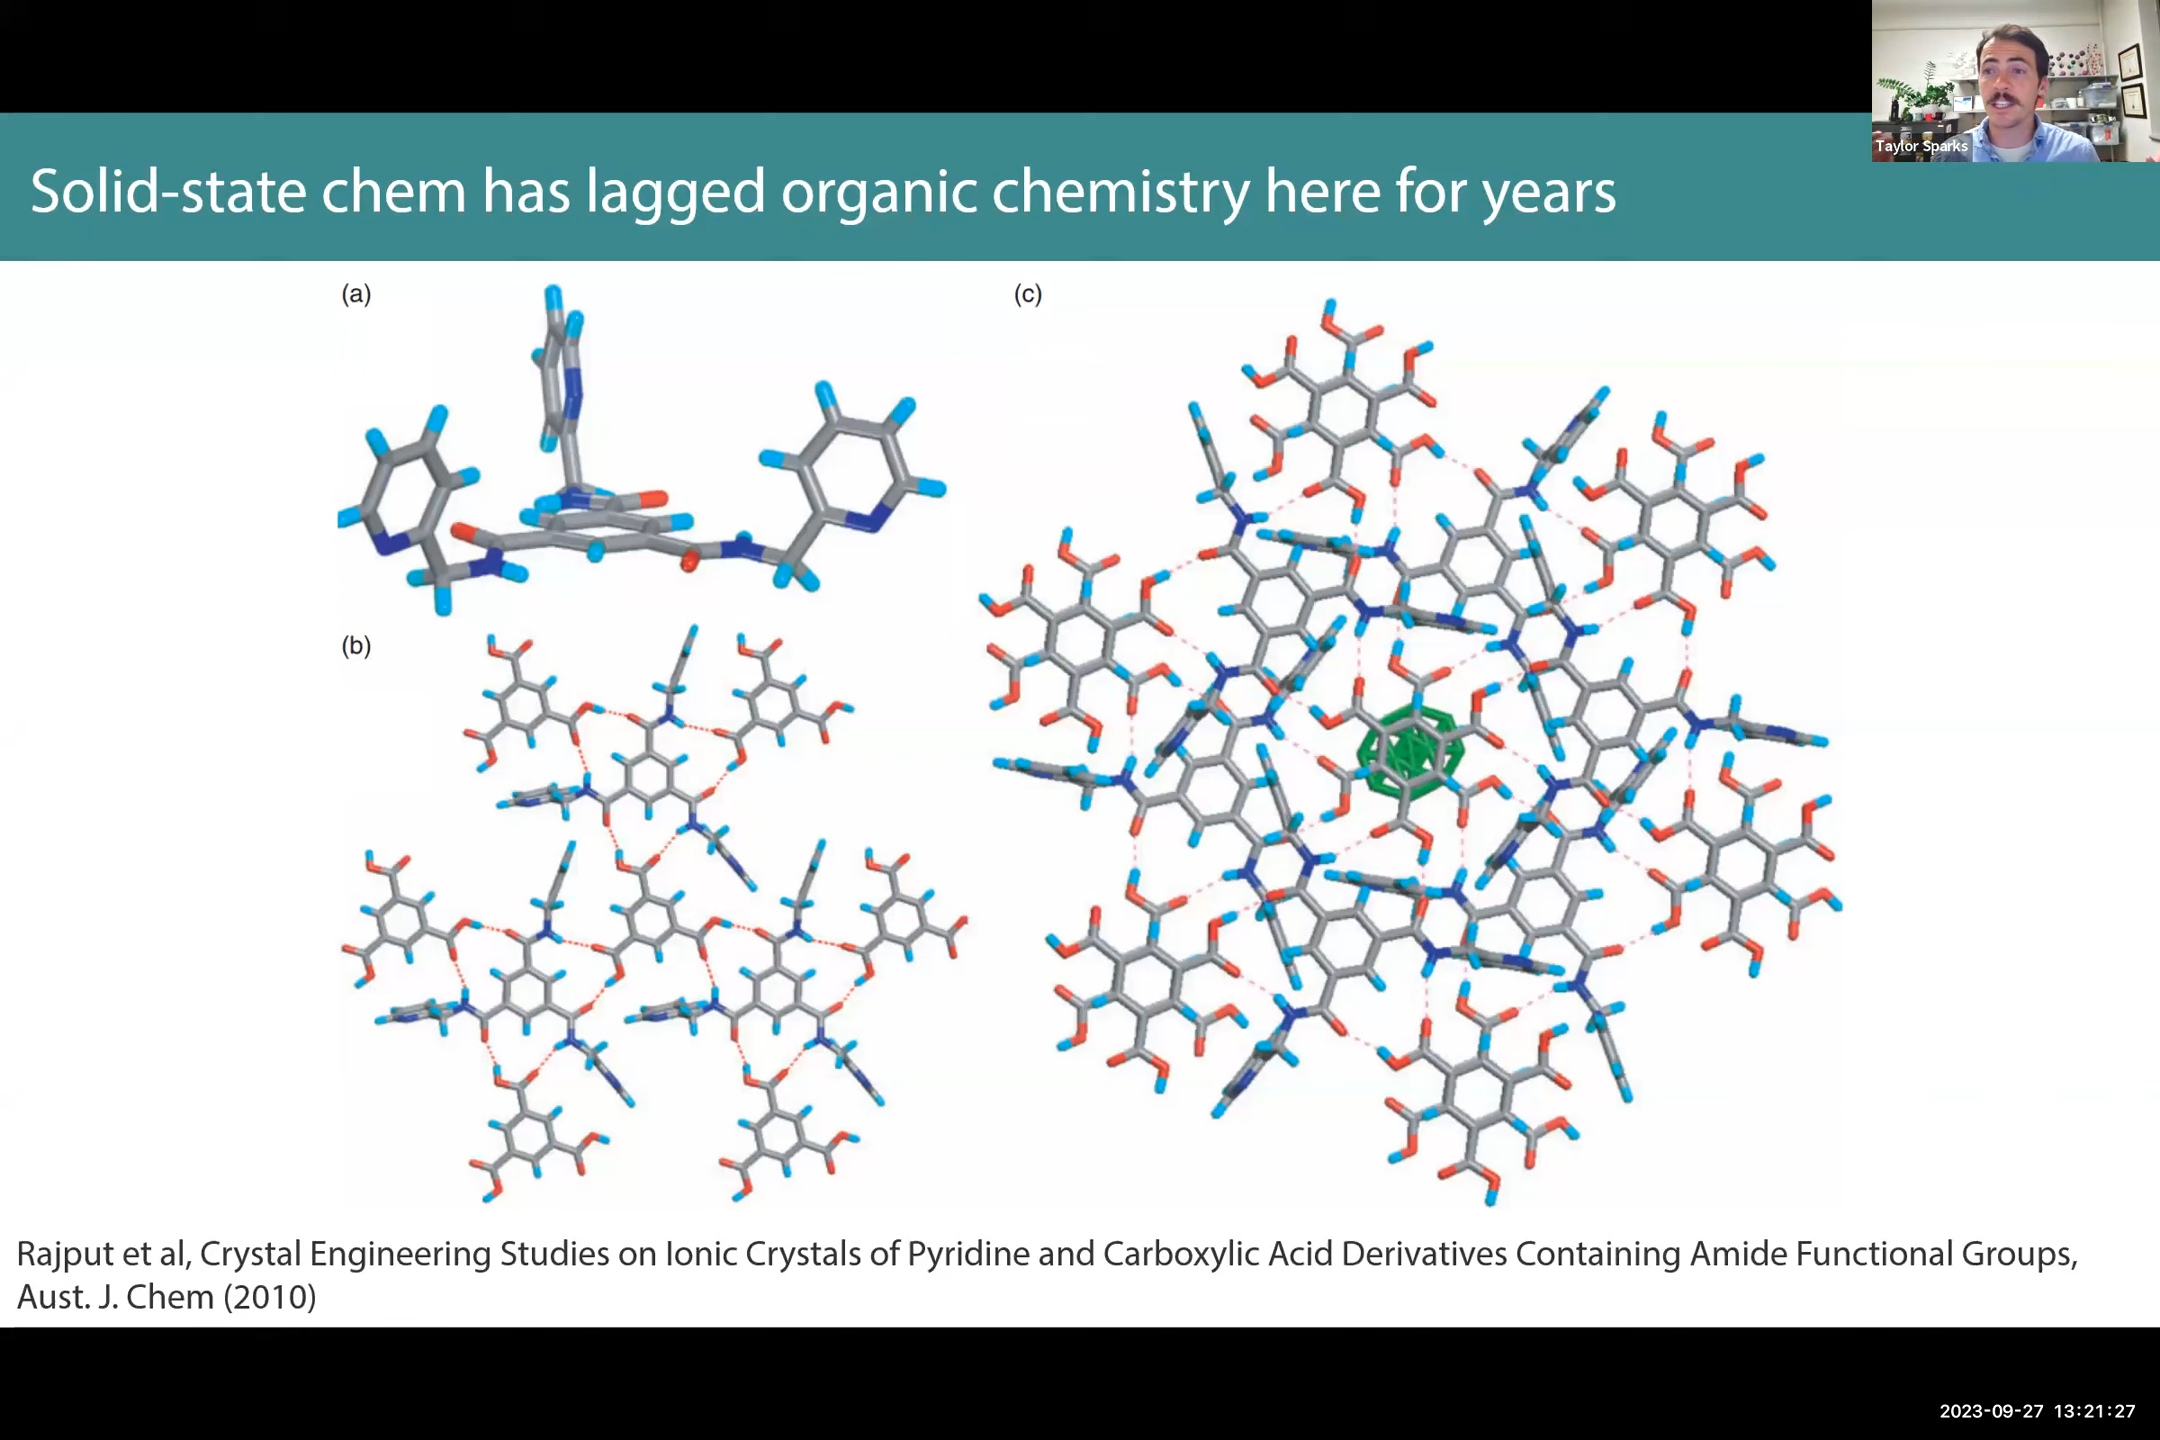 Taylor Sparks
Solid-state chem has lagged organic chemistry here for years
(a)
(c)
(b)
Rajput et al, Crystal Engineering Studies on Ionic Crystals of Pyridine and Carboxylic Acid Derivatives Containing Amide Functional Groups,
Aust. J. Chem (2010)
2023-09-27 13:21:27